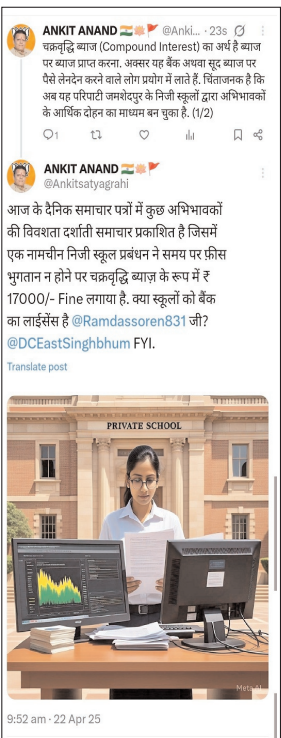 ANKIT ANAND 🇮🇳🌟🚩 @Anki... · 23s
चक्रवृद्धि ब्याज (Compound Interest) का अर्थ है ब्याज
पर ब्याज प्राप्त करना. अक्सर यह बैंक अथवा सूद ब्याज पर
पैसे लेनदेन करने वाले लोग प्रयोग में लाते हैं. चिंताजनक है कि
अब यह परिपाटी जमशेदपुर के निजी स्कूलों द्वारा अभिभावकों
के आर्थिक दोहन का माध्यम बन चुका है. (1/2)
1
ANKIT ANAND 🇮🇳🌟🚩
@Ankitsatyagrahi
आज के दैनिक समाचार पत्रों में कुछ अभिभावकों
की विवशता दर्शाती समाचार प्रकाशित है जिसमें
एक नामचीन निजी स्कूल प्रबंधन ने समय पर फ़ीस
भुगतान न होने पर चक्रवृद्धि ब्याज़ के रूप में ₹
17000/- Fine लगाया है. क्या स्कूलों को बैंक
का लाईसेंस है @Ramdassoren831 जी?
@DCEastSinghbhum FYI.
Translate post
PRIVATE SCHOOL
Meta AI
9:52 am · 22 Apr 25